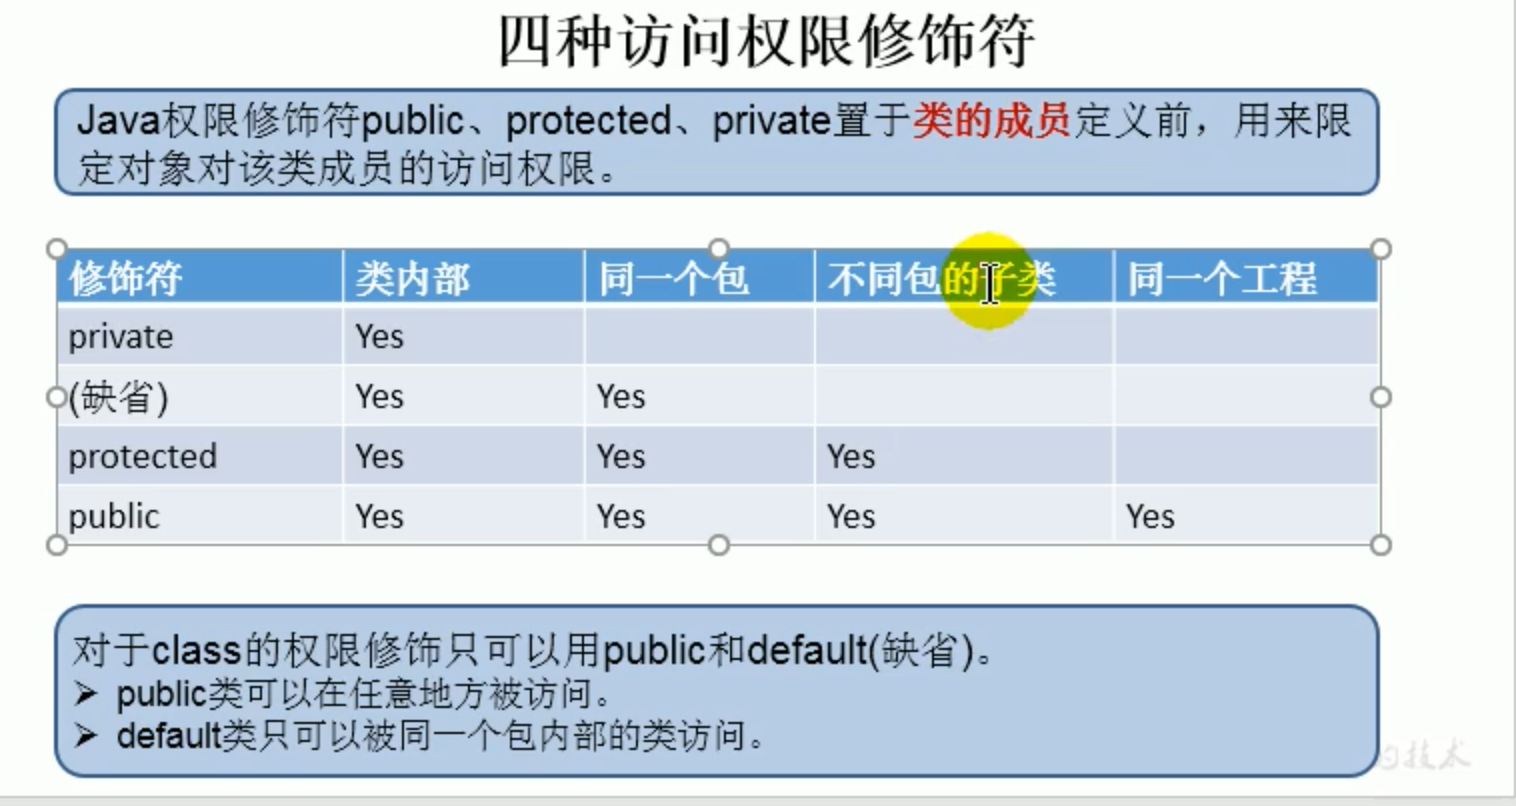 四种访问权限修饰符
Java权限修饰符public、protected、private置于类的成员定义前，用来限
定对象对该类成员的访问权限。
修饰符 类内部 同一个包 不同包的子类 同一个工程
private Yes
(缺省) Yes Yes
protected Yes Yes Yes
public Yes Yes Yes Yes
对于class的权限修饰只可以用public和default(缺省)。
➢ public类可以在任意地方被访问。
➢ default类只可以被同一个包内部的类访问。
的技术